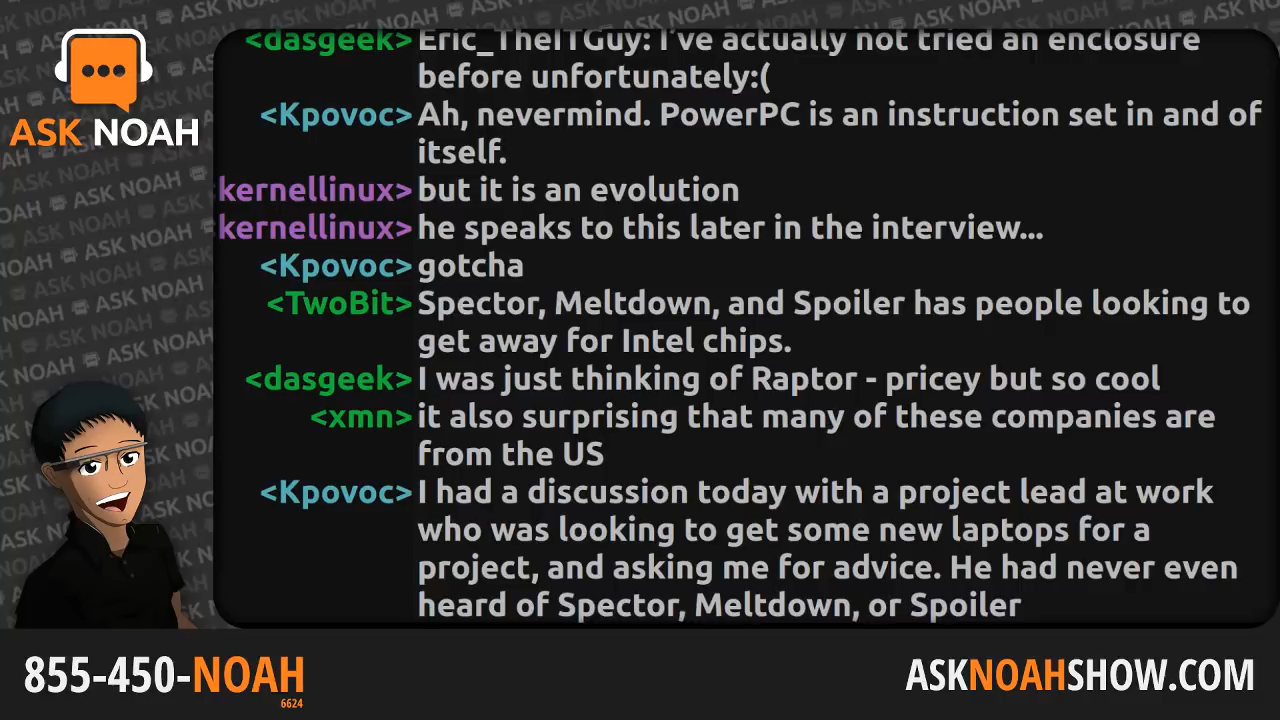 ASK NOAH
<dasgeek> Eric_TheITGuy: I've actually not tried an enclosure
before unfortunately:(
<Kpovoc> Ah, nevermind. PowerPC is an instruction set in and of
itself.
kernellinux> but it is an evolution
kernellinux> he speaks to this later in the interview...
<Kpovoc> gotcha
<TwoBit> Spector, Meltdown, and Spoiler has people looking to
get away for Intel chips.
<dasgeek> I was just thinking of Raptor - pricey but so cool
<xmn> it also surprising that many of these companies are
from the US
<Kpovoc> I had a discussion today with a project lead at work
who was looking to get some new laptops for a
project, and asking me for advice. He had never even
heard of Spector, Meltdown, or Spoiler
855-450-NOAH
6624
ASKNOAHSHOW.COM